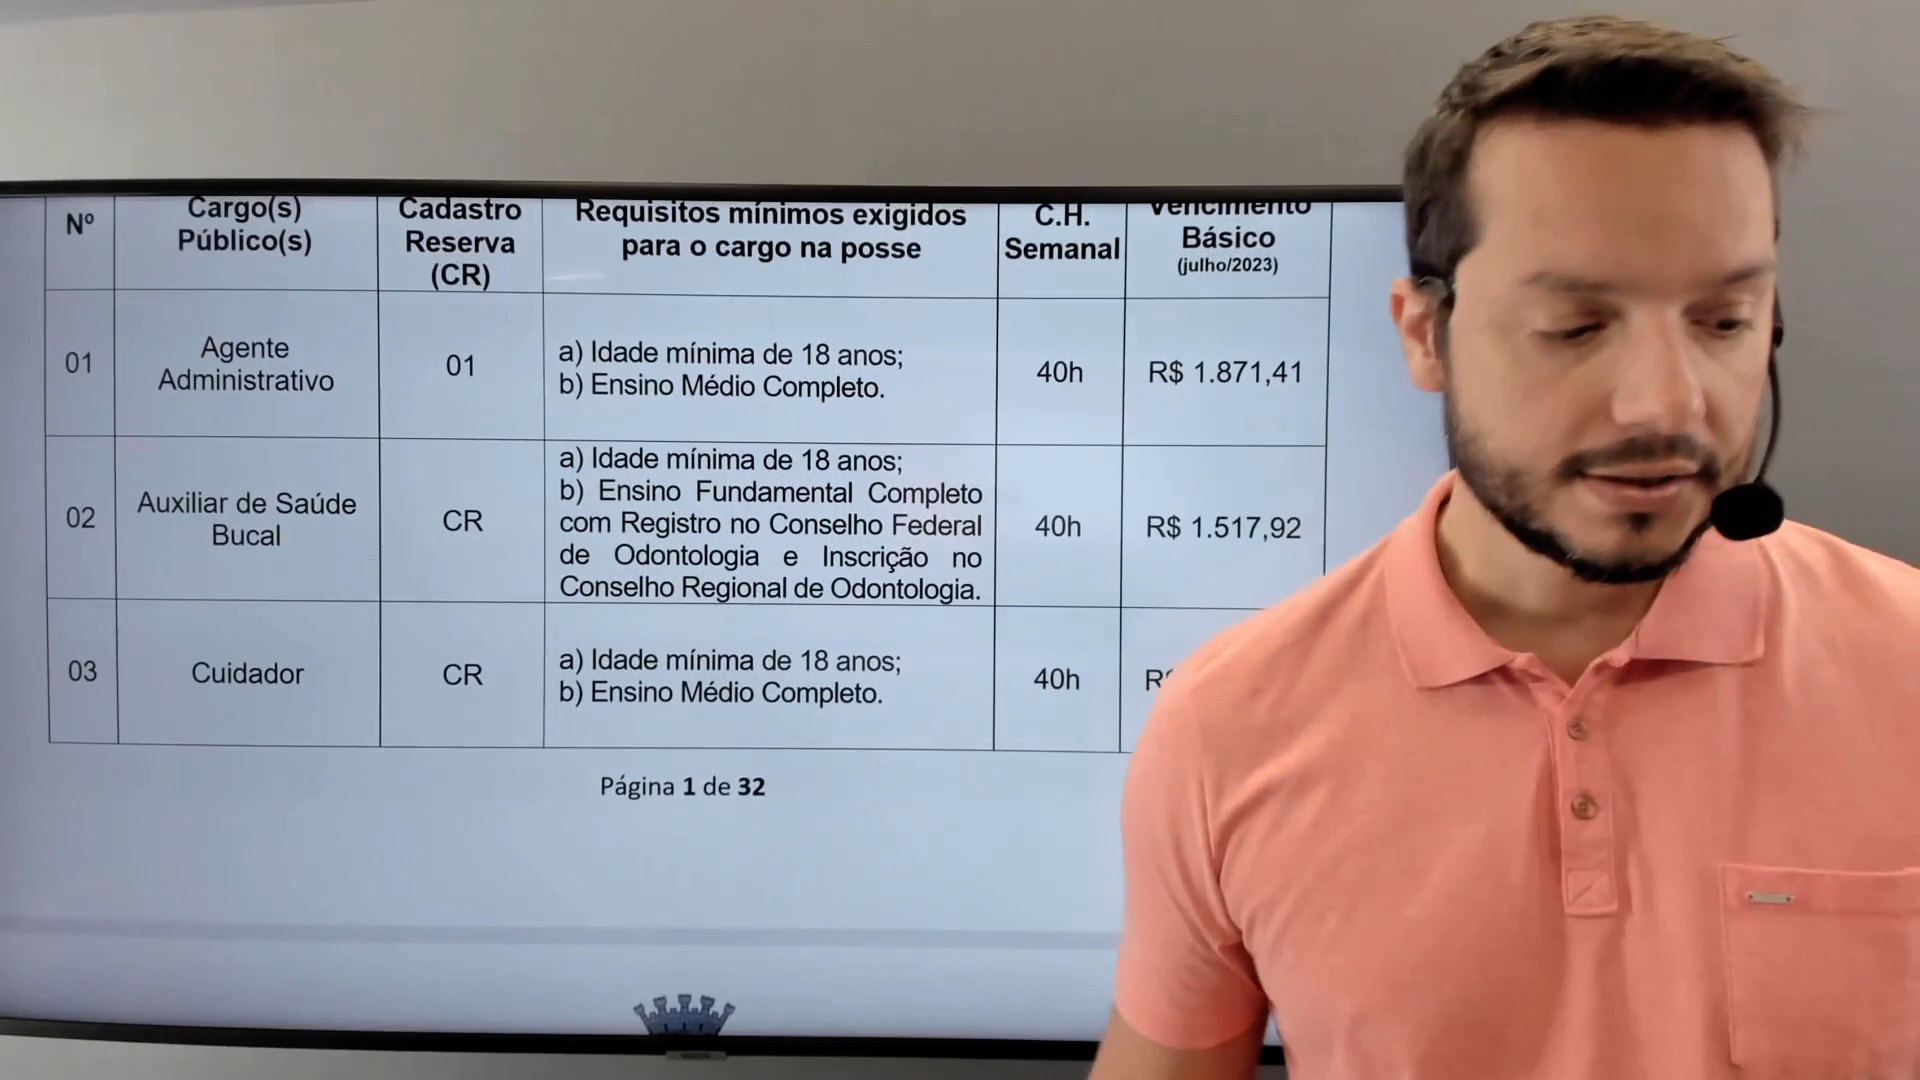 Nº
Cargo(s)
Público(s)
Cadastro
Reserva
(CR)
Requisitos mínimos exigidos
para o cargo na posse
C.H.
Semanal
Vencimento
Básico
(julho/2023)
01
Agente
Administrativo
01
a) Idade mínima de 18 anos;
b) Ensino Médio Completo.
40h
R$ 1.871,41
02
Auxiliar de Saúde
Bucal
CR
a) Idade mínima de 18 anos;
b) Ensino Fundamental Completo
com Registro no Conselho Federal
de Odontologia e Inscrição no
Conselho Regional de Odontologia.
40h
R$ 1.517,92
03
Cuidador
CR
a) Idade mínima de 18 anos;
b) Ensino Médio Completo.
40h
Página 1 de 32